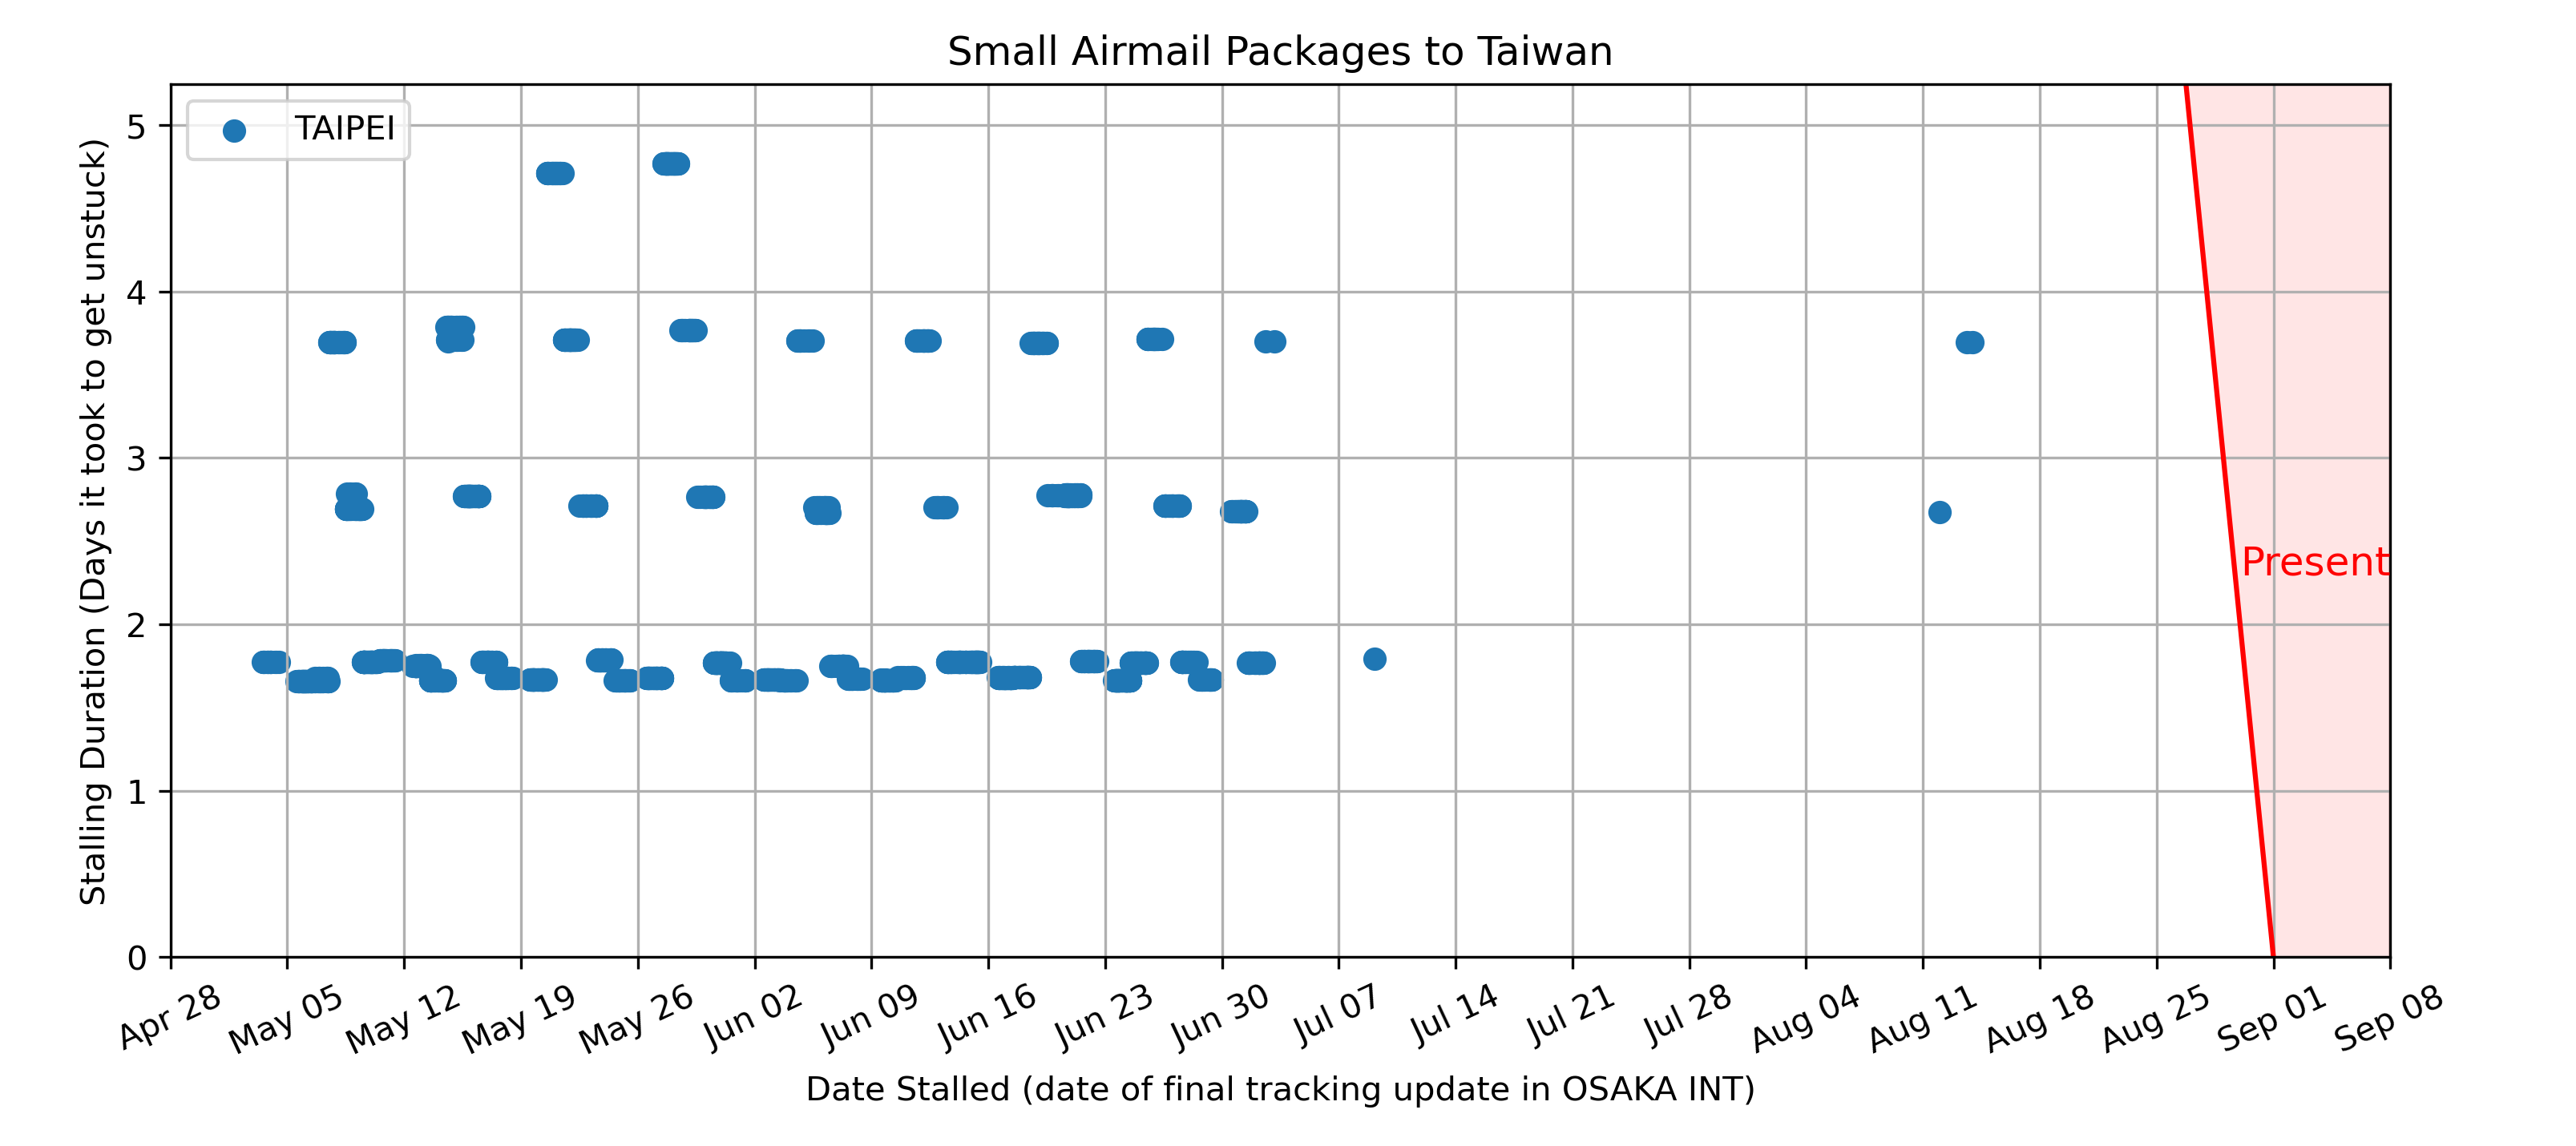 Small Airmail Packages to Taiwan
TAIPEI
Stalling Duration (Days it took to get unstuck)
5
4
3
2
1
0
Present
Apr 28
May 05
May 12
May 19
May 26
Jun 02
Jun 09
Jun 16
Jun 23
Jun 30
Jul 07
Jul 14
Jul 21
Jul 28
Aug 04
Aug 11
Aug 18
Aug 25
Sep 01
Sep 08
Date Stalled (date of final tracking update in OSAKA INT)